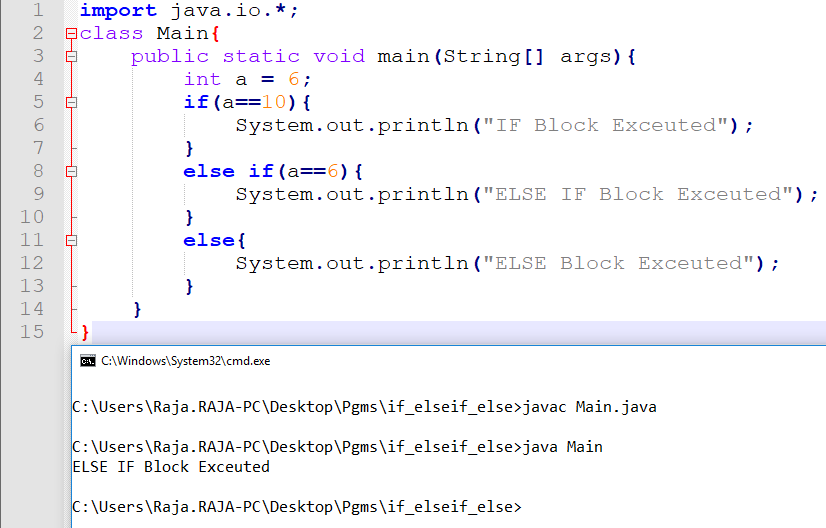 1 import java.io.*;
2 class Main{
3 public static void main(String[] args){
4 int a = 6;
5 if(a==10){
6 System.out.println("IF Block Exceuted");
7 }
8 else if(a==6){
9 System.out.println("ELSE IF Block Exceuted");
10 }
11 else{
12 System.out.println("ELSE Block Exceuted");
13 }
14 }
15 }
C:\Windows\System32\cmd.exe
C:\Users\Raja.RAJA-PC\Desktop\Pgms\if_elseif_else>javac Main.java
C:\Users\Raja.RAJA-PC\Desktop\Pgms\if_elseif_else>java Main
ELSE IF Block Exceuted
C:\Users\Raja.RAJA-PC\Desktop\Pgms\if_elseif_else>